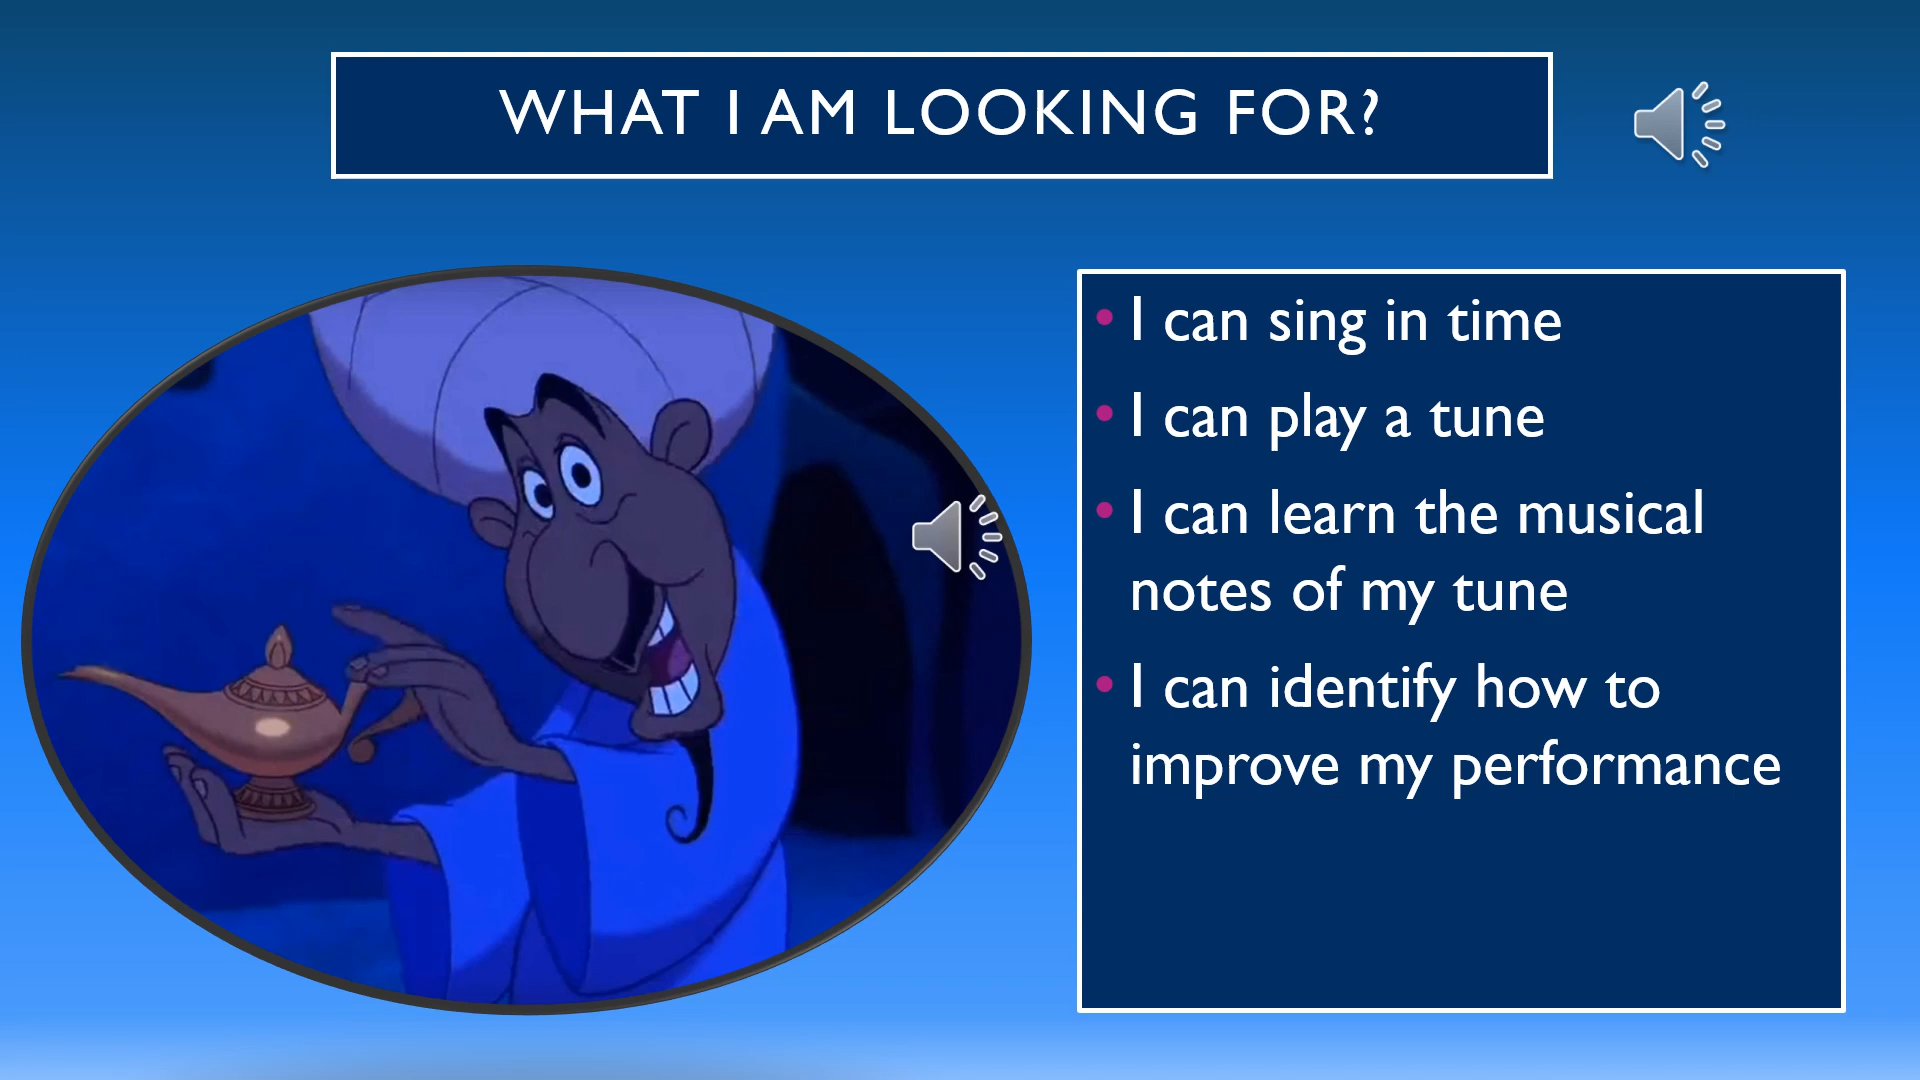 WHAT I AM LOOKING FOR?
• I can sing in time
• I can play a tune
• I can learn the musical
notes of my tune
• I can identify how to
improve my performance